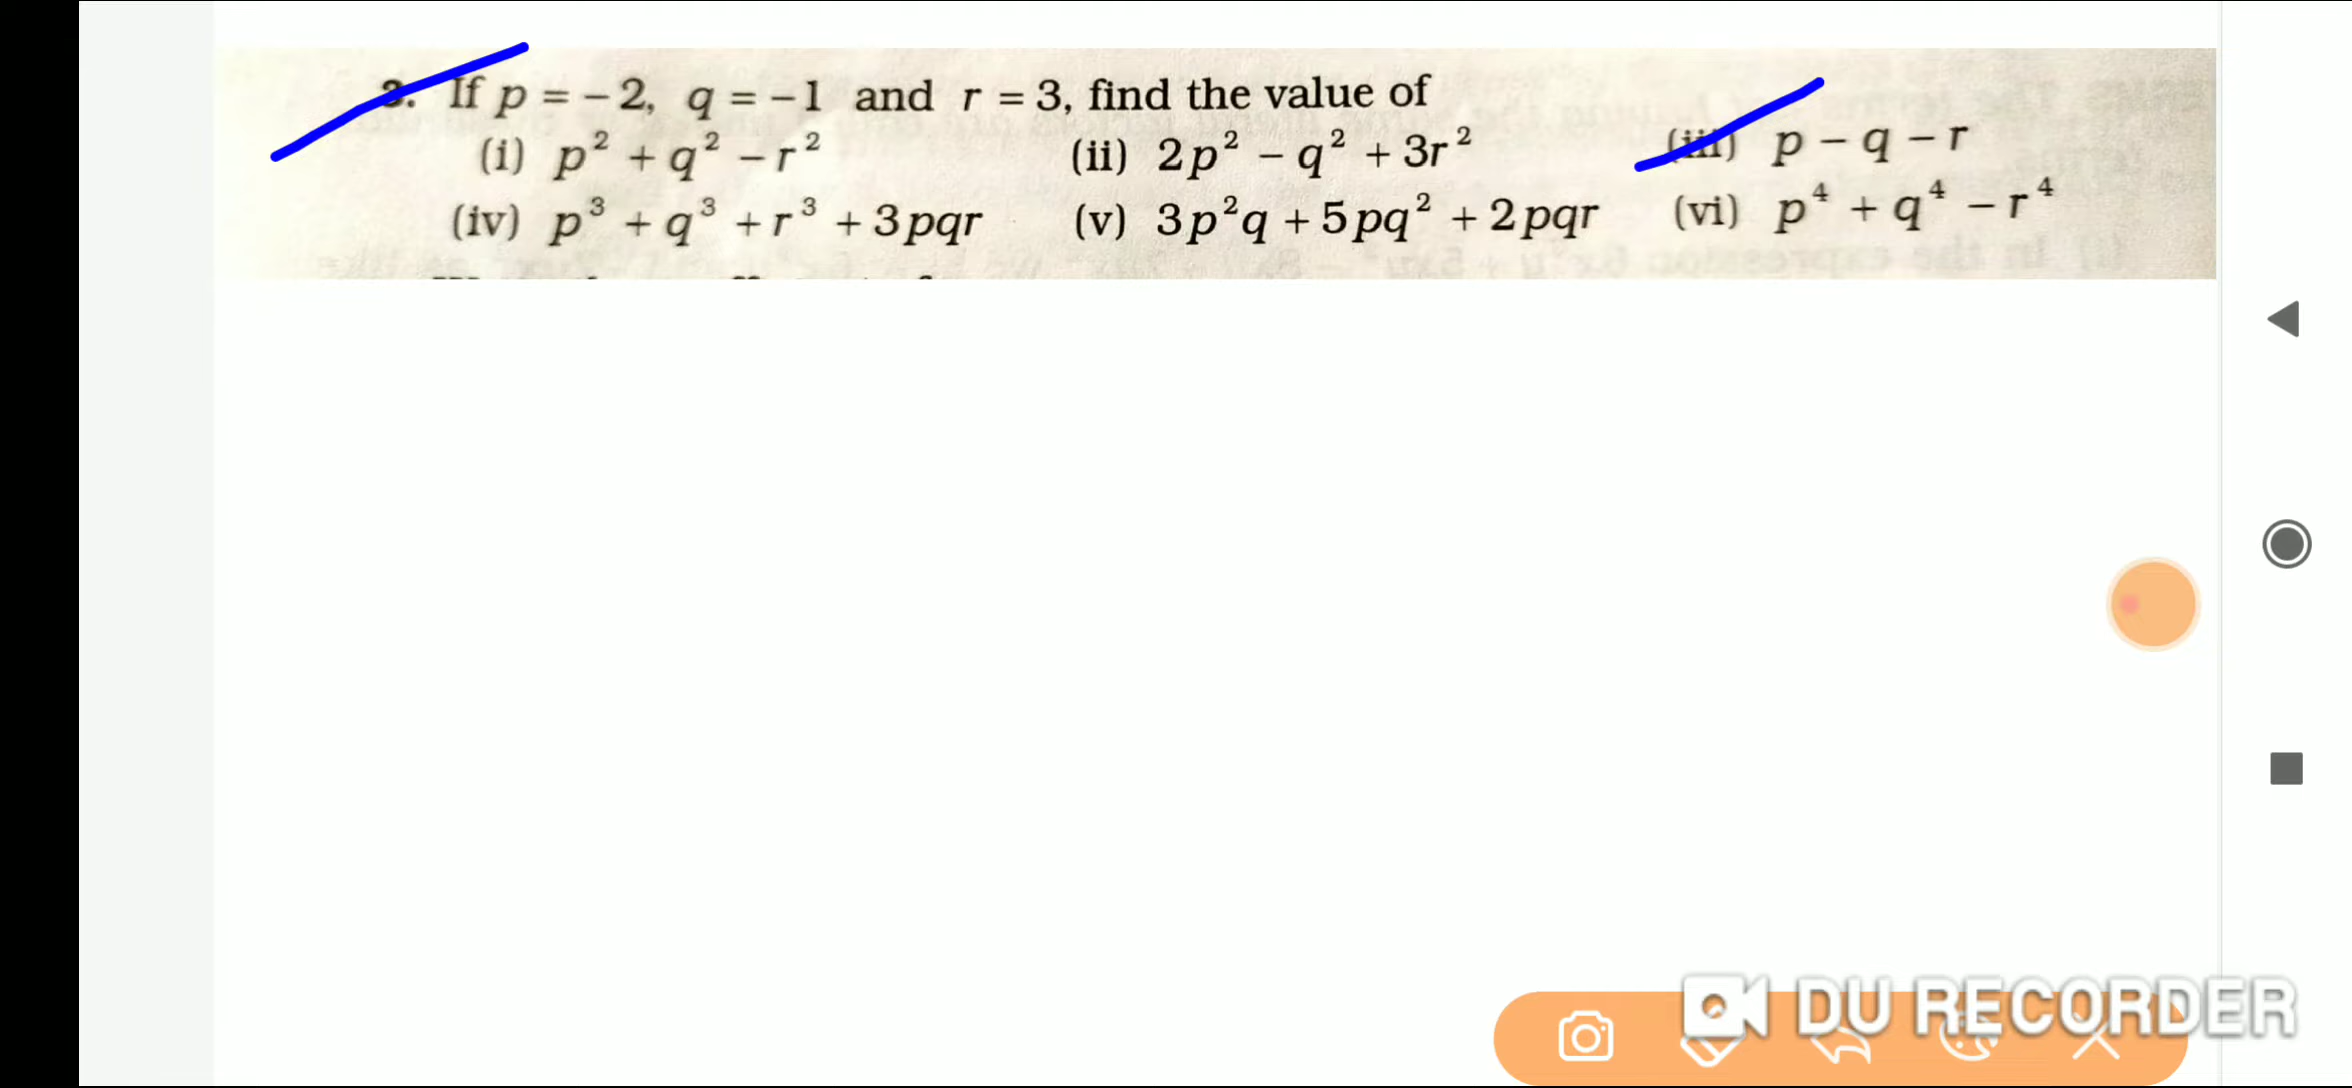 3. If p = – 2, q = – 1 and r = 3, find the value of
(i) p² + q² – r² (ii) 2p² – q² + 3r² (iii) p – q – r
(iv) p³ + q³ + r³ + 3pqr (v) 3p²q + 5pq² + 2pqr (vi) p⁴ + q⁴ – r⁴
DU RECORDER